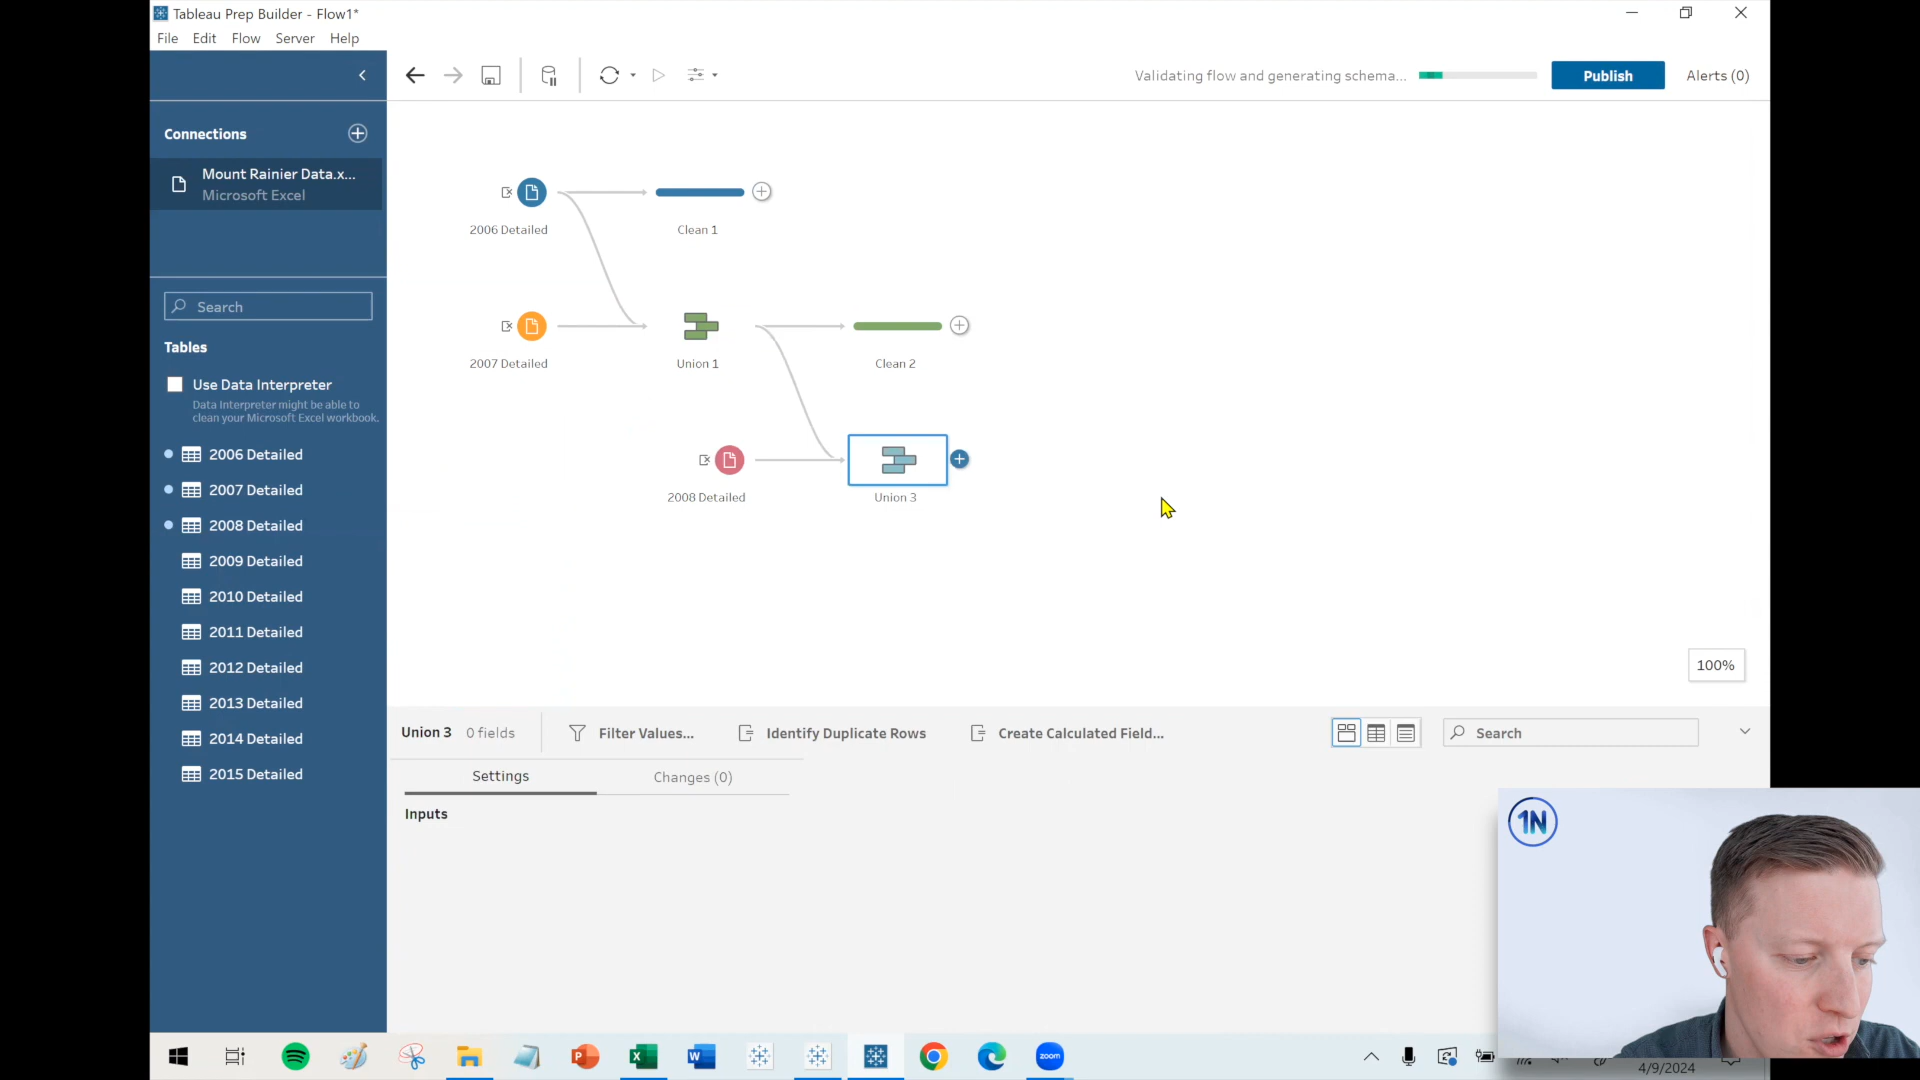 Tableau Prep Builder - Flow1*
File Edit Flow Server Help
Validating flow and generating schema...
Publish
Alerts (0)
Connections
Mount Rainier Data.x...
Microsoft Excel
Search
Tables
Use Data Interpreter
Data Interpreter might be able to
clean your Microsoft Excel workbook.
2006 Detailed
2007 Detailed
2008 Detailed
2009 Detailed
2010 Detailed
2011 Detailed
2012 Detailed
2013 Detailed
2014 Detailed
2015 Detailed
2006 Detailed
Clean 1
2007 Detailed
Union 1
Clean 2
2008 Detailed
Union 3
100%
Union 3 0 fields
Filter Values...
Identify Duplicate Rows
Create Calculated Field...
Search
Settings
Changes (0)
Inputs
1N
zoom
4/9/2024